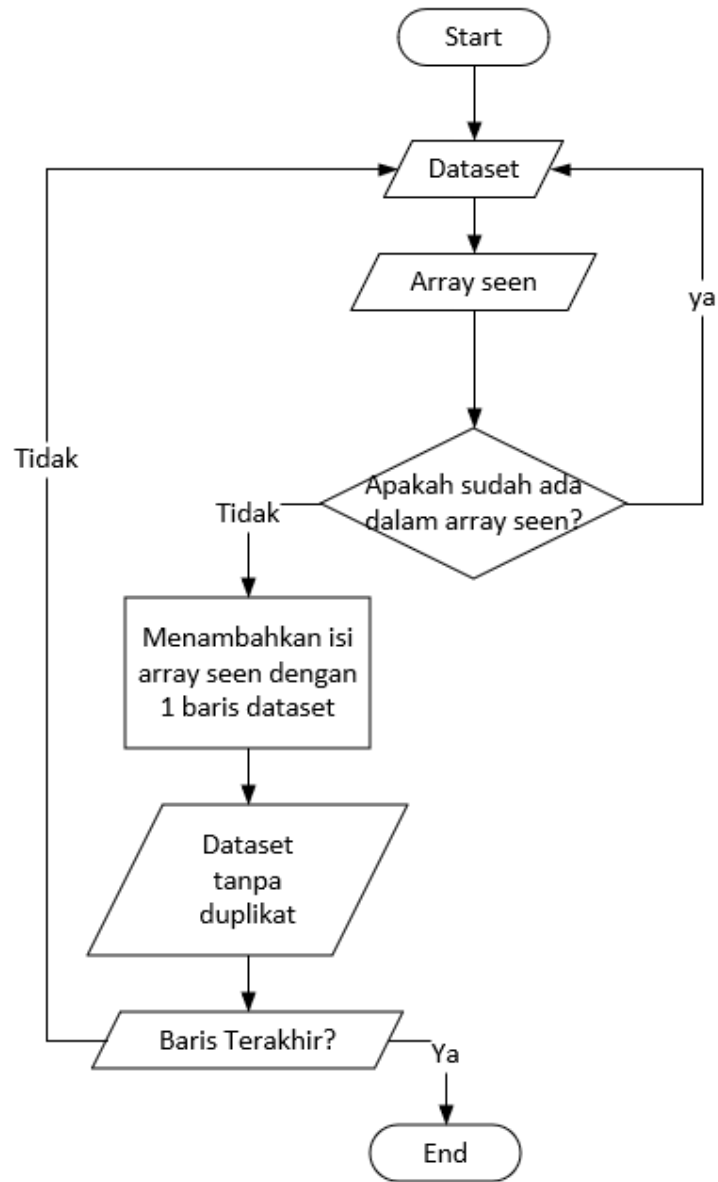 Start
Dataset
Array seen
ya
Apakah sudah ada
dalam array seen?
Tidak
Tidak
Menambahkan isi
array seen dengan
1 baris dataset
Dataset
tanpa
duplikat
Baris Terakhir?
Ya
End